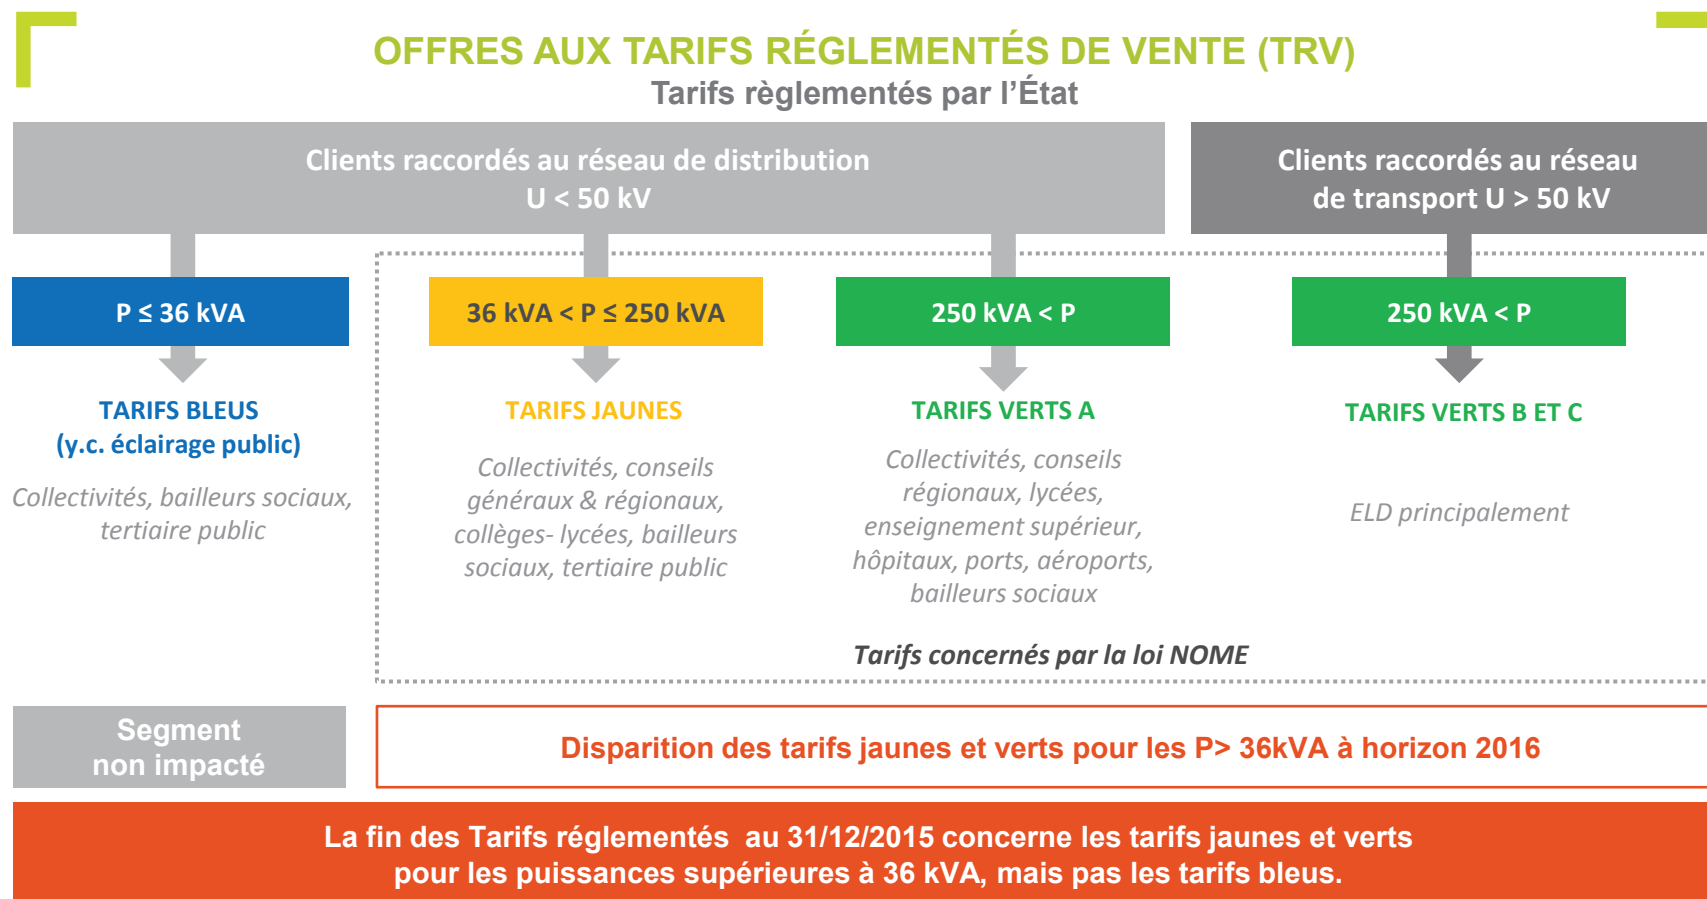 OFFRES AUX TARIFS RÉGLEMENTÉS DE VENTE (TRV)
Tarifs règlementés par l'État
Clients raccordés au réseau de distribution
U < 50 kV
Clients raccordés au réseau
de transport U > 50 kV
P ≤ 36 kVA
36 kVA < P ≤ 250 kVA
250 kVA < P
250 kVA < P
TARIFS BLEUS
(y.c. éclairage public)
Collectivités, bailleurs sociaux,
tertiaire public
TARIFS JAUNES
Collectivités, conseils
généraux & régionaux,
collèges- lycées, bailleurs
sociaux, tertiaire public
TARIFS VERTS A
Collectivités, conseils
régionaux, lycées,
enseignement supérieur,
hôpitaux, ports, aéroports,
bailleurs sociaux
TARIFS VERTS B ET C
ELD principalement
Tarifs concernés par la loi NOME
Segment
non impacté
Disparition des tarifs jaunes et verts pour les P> 36kVA à horizon 2016
La fin des Tarifs réglementés  au 31/12/2015 concerne les tarifs jaunes et verts
pour les puissances supérieures à 36 kVA, mais pas les tarifs bleus.